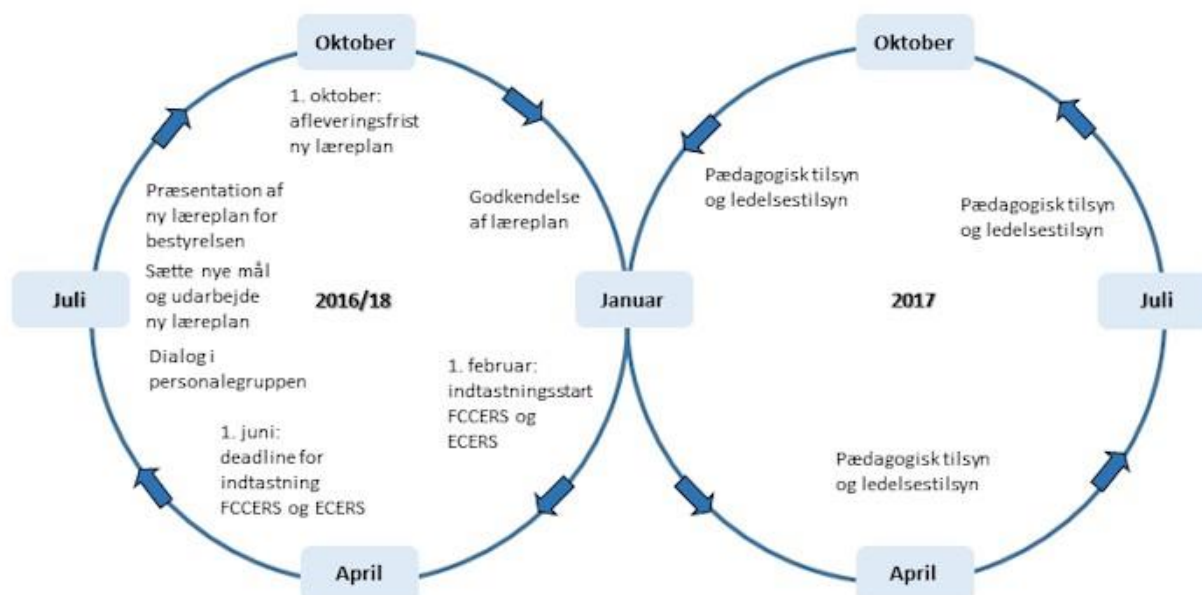 Oktober
1. oktober:
afleveringsfrist
ny læreplan
Præsentation af
ny læreplan for
bestyrelsen
Godkendelse
af læreplan
Sætte nye mål
og udarbejde
ny læreplan
Juli
2016/18
Januar
Dialog i
personalegruppen
1. februar:
indtastningsstart
FCCERS og
ECERS
1. juni:
deadline for
indtastning
FCCERS og ECERS
April
Oktober
Pædagogisk tilsyn
og ledelsestilsyn
Pædagogisk tilsyn
og ledelsestilsyn
2017
Juli
Pædagogisk tilsyn
og ledelsestilsyn
April